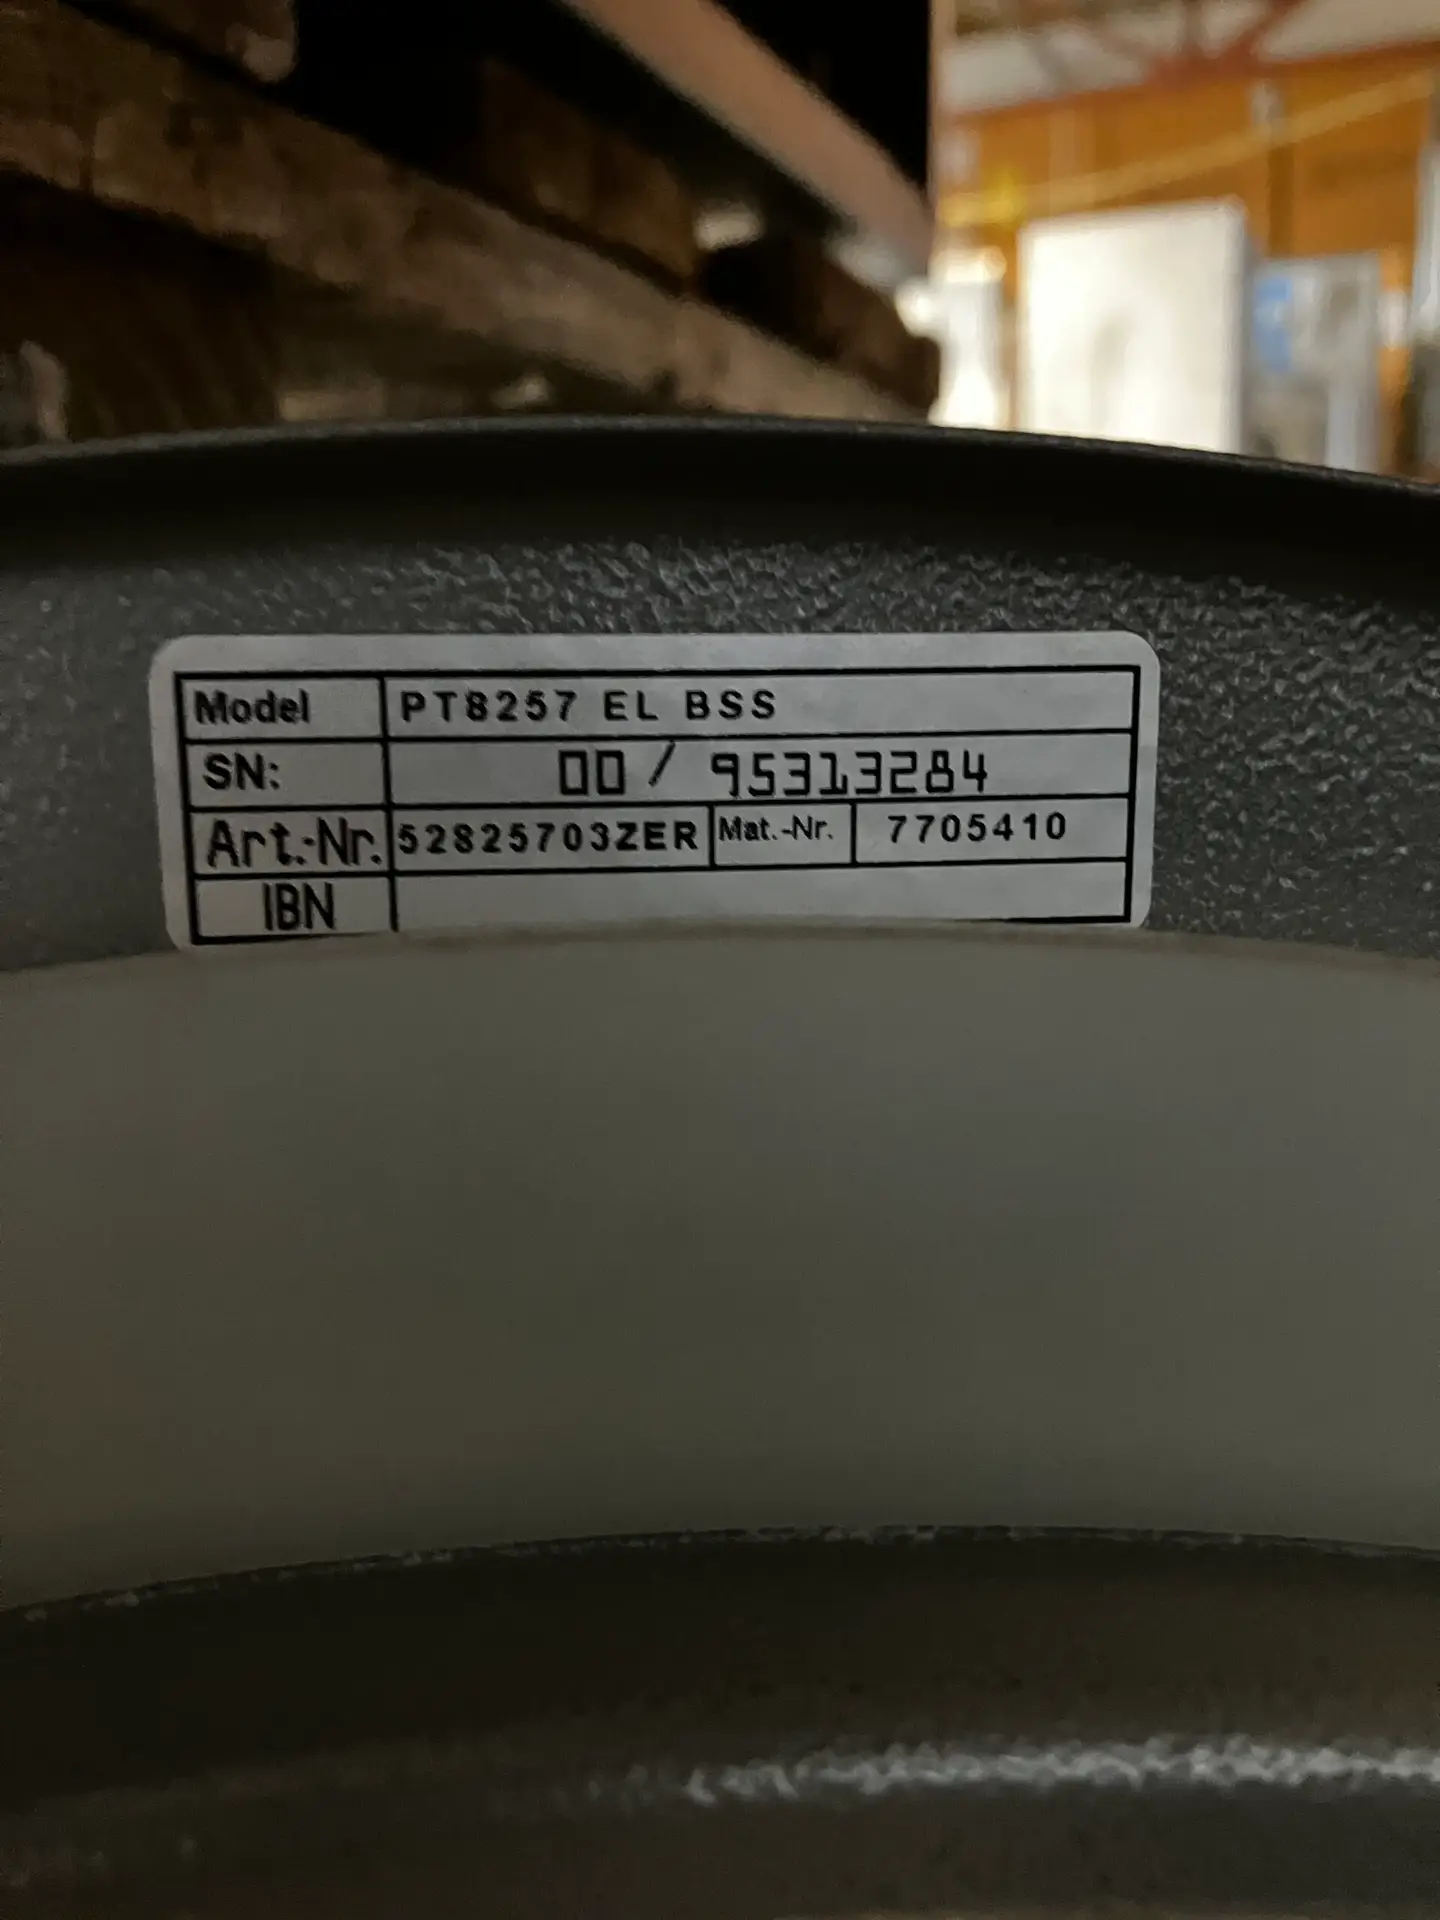 Model PT8257 EL BSS
SN: 00 / 95313284
Art.-Nr. 52825703ZER Mat.-Nr. 7705410
IBN